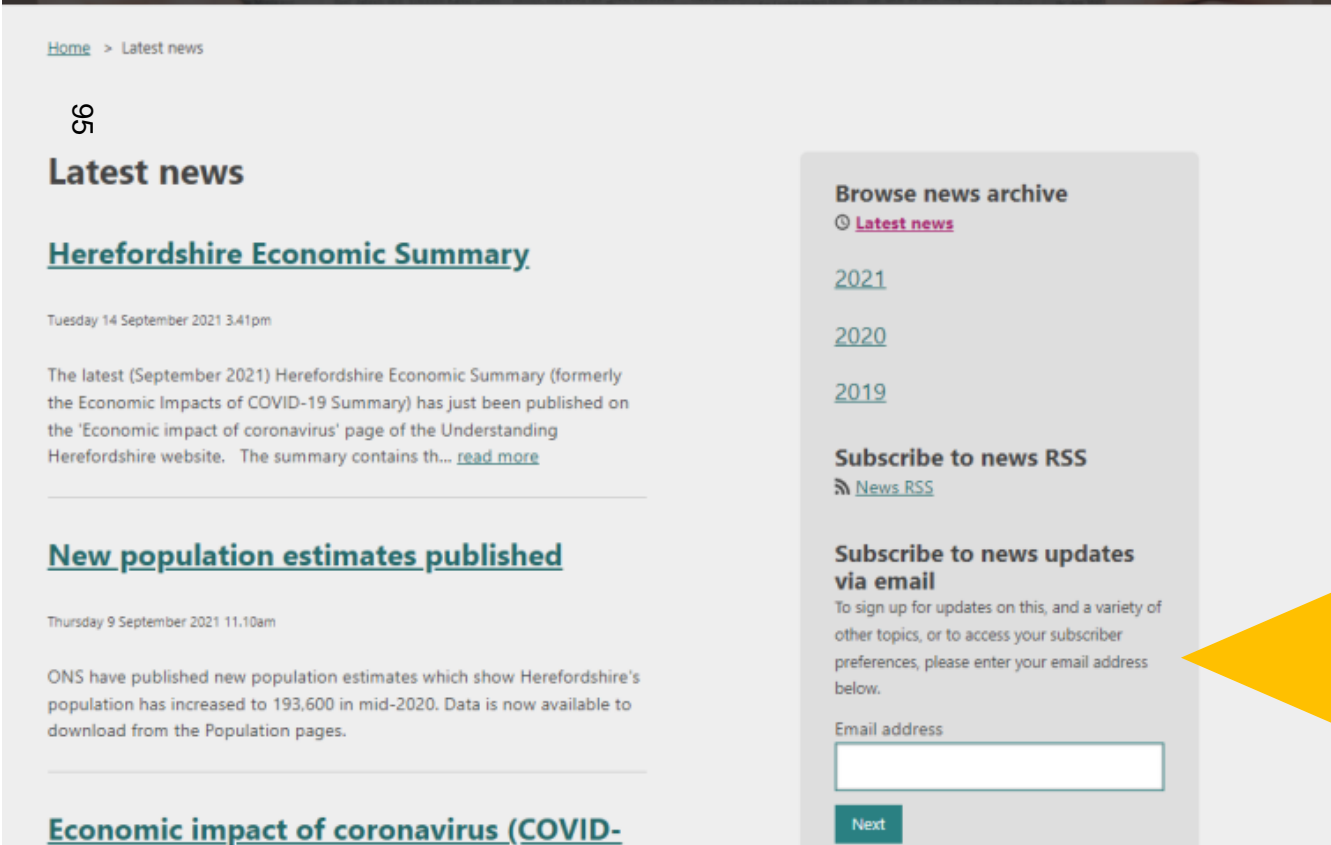 Home > Latest news
95
Latest news
Herefordshire Economic Summary
Tuesday 14 September 2021 3.41pm
The latest (September 2021) Herefordshire Economic Summary (formerly
the Economic Impacts of COVID-19 Summary) has just been published on
the 'Economic impact of coronavirus' page of the Understanding
Herefordshire website. The summary contains th... read more
New population estimates published
Thursday 9 September 2021 11.10am
ONS have published new population estimates which show Herefordshire's
population has increased to 193,600 in mid-2020. Data is now available to
download from the Population pages.
Economic impact of coronavirus (COVID-
Browse news archive
Latest news
2021
2020
2019
Subscribe to news RSS
News RSS
Subscribe to news updates
via email
To sign up for updates on this, and a variety of
other topics, or to access your subscriber
preferences, please enter your email address
below.
Email address
Next